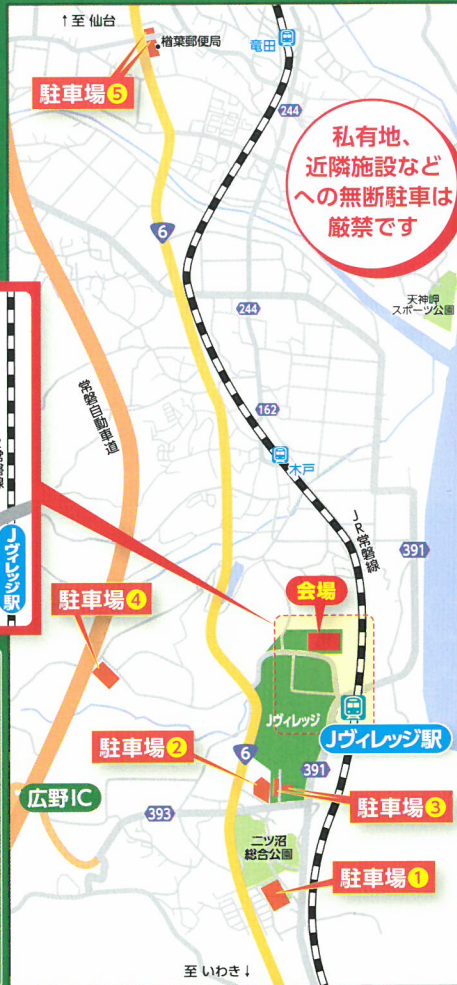 ↑至 仙台
楢葉郵便局
駐車場⑤
竜田
244
私有地、
近隣施設など
への無断駐車は
厳禁です
6
天神岬
スポーツ公園
244
常磐自動車道
162
木戸
JR常磐線
391
Jヴィレッジ駅
駐車場④
会場
Jヴィレッジ
Jヴィレッジ駅
駐車場②
6
391
広野IC
393
駐車場③
二ツ沼
総合公園
駐車場①
至 いわき↓